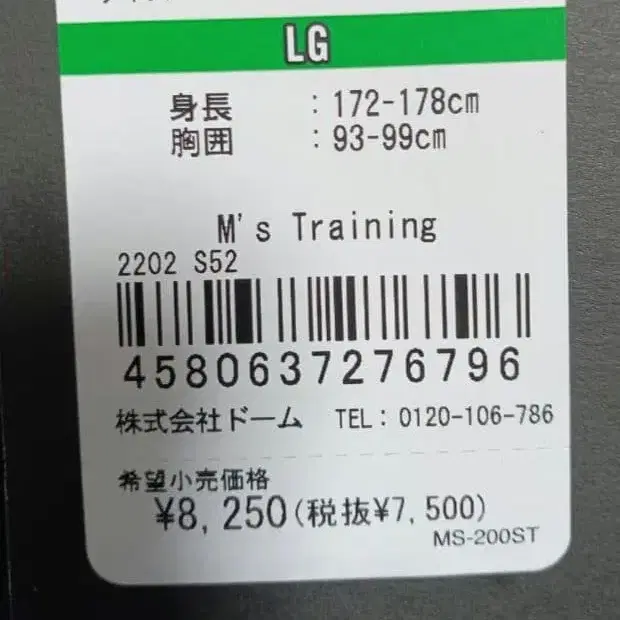 LG
身長 : 172-178cm
胸囲 : 93-99cm
M's Training
2202 S52
4580637276796
株式会社ドーム TEL: 0120-106-786
希望小売価格
¥8,250(税抜¥7,500)
MS-200ST